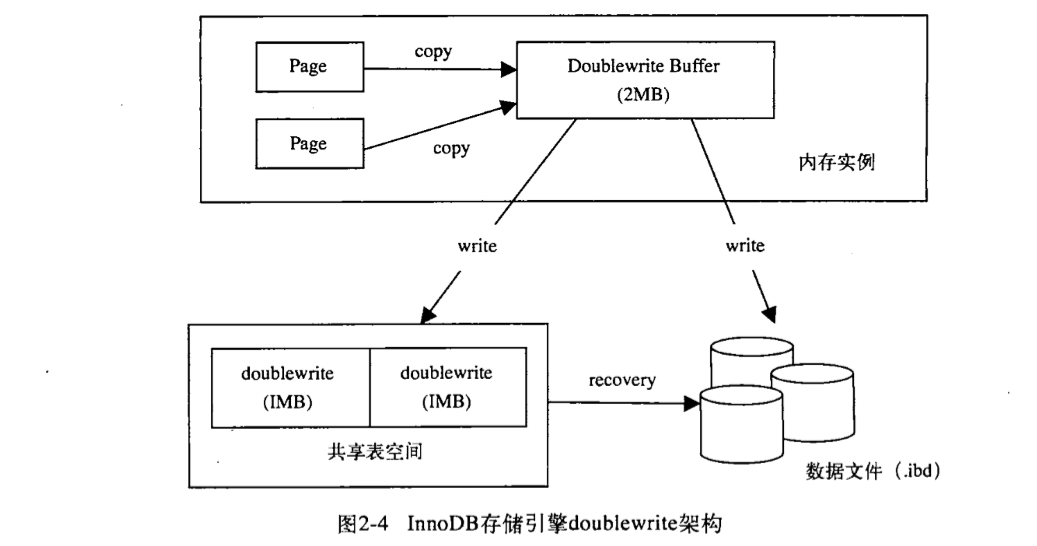 Page
copy
Doublewrite Buffer
(2MB)
Page
copy
内存实例
write
write
doublewrite
(IMB)
doublewrite
(IMB)
recovery
共享表空间
数据文件（.ibd）
图2-4 InnoDB存储引擎doublewrite架构